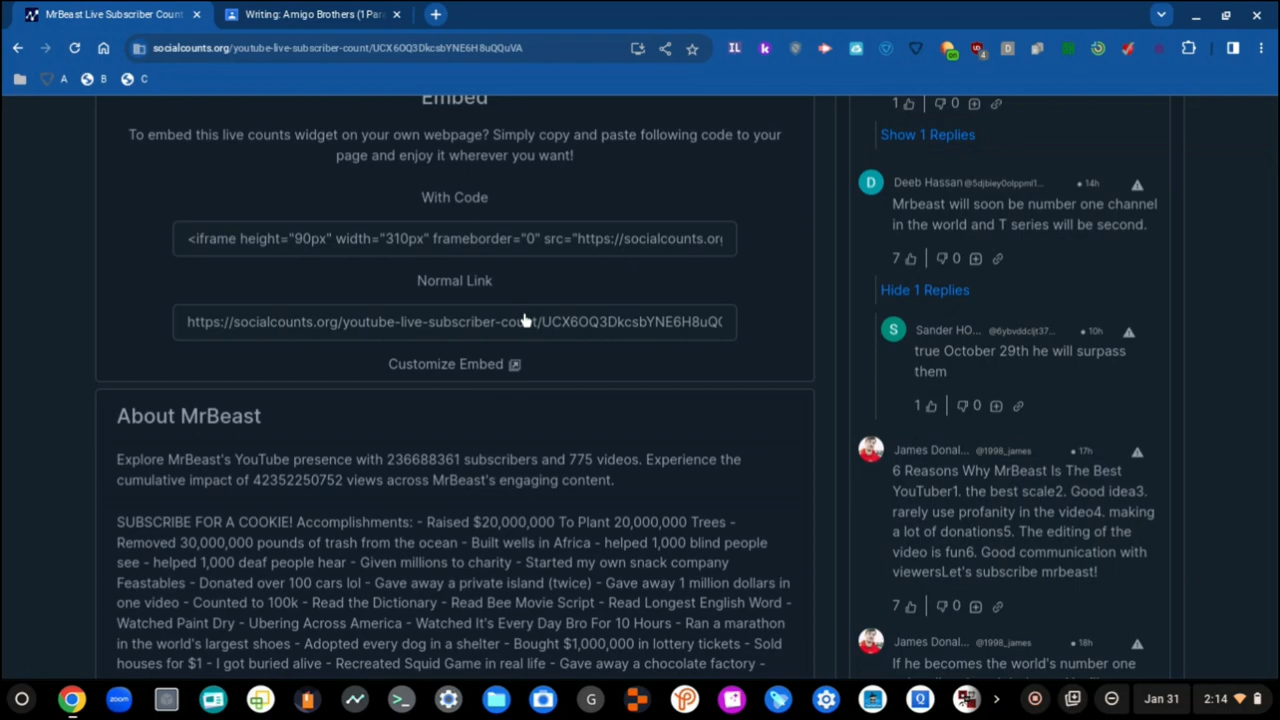 MrBeast Live Subscriber Count
Writing: Amigo Brothers (1 Par
socialcounts.org/youtube-live-subscriber-count/UCX6OQ3DkcsbYNE6H8uQQuVA
IL
k
on
4
D
A
B
C
Embed
To embed this live counts widget on your own webpage? Simply copy and paste following code to your
page and enjoy it wherever you want!
With Code
<iframe height="90px" width="310px" frameborder="0" src="https://socialcounts.org
Normal Link
https://socialcounts.org/youtube-live-subscriber-count/UCX6OQ3DkcsbYNE6H8uQ
Customize Embed
About MrBeast
Explore MrBeast's YouTube presence with 236688361 subscribers and 775 videos. Experience the
cumulative impact of 42352250752 views across MrBeast's engaging content.
SUBSCRIBE FOR A COOKIE! Accomplishments: - Raised $20,000,000 To Plant 20,000,000 Trees -
Removed 30,000,000 pounds of trash from the ocean - Built wells in Africa - helped 1,000 blind people
see - helped 1,000 deaf people hear - Given millions to charity - Started my own snack company
Feastables - Donated over 100 cars lol - Gave away a private island (twice) - Gave away 1 million dollars in
one video - Counted to 100k - Read the Dictionary - Read Bee Movie Script - Read Longest English Word -
Watched Paint Dry - Ubering Across America - Watched It's Every Day Bro For 10 Hours - Ran a marathon
in the world's largest shoes - Adopted every dog in a shelter - Bought $1,000,000 in lottery tickets - Sold
houses for $1 - I got buried alive - Recreated Squid Game in real life - Gave away a chocolate factory -
1 0
Show 1 Replies
D Deeb Hassan @5djbiey0olppml1... • 14h
Mrbeast will soon be number one channel
in the world and T series will be second.
7 0
Hide 1 Replies
S Sander HO... @6ybvddcljt37... • 10h
true October 29th he will surpass
them
1 0
James Donal... @1998_james • 17h
6 Reasons Why MrBeast Is The Best
YouTuber1. the best scale2. Good idea3.
rarely use profanity in the video4. making
a lot of donations5. The editing of the
video is fun6. Good communication with
viewersLet's subscribe mrbeast!
7 0
James Donal... @1998_james • 18h
If he becomes the world's number one
zoom
G
Q
Jan 31
2:14